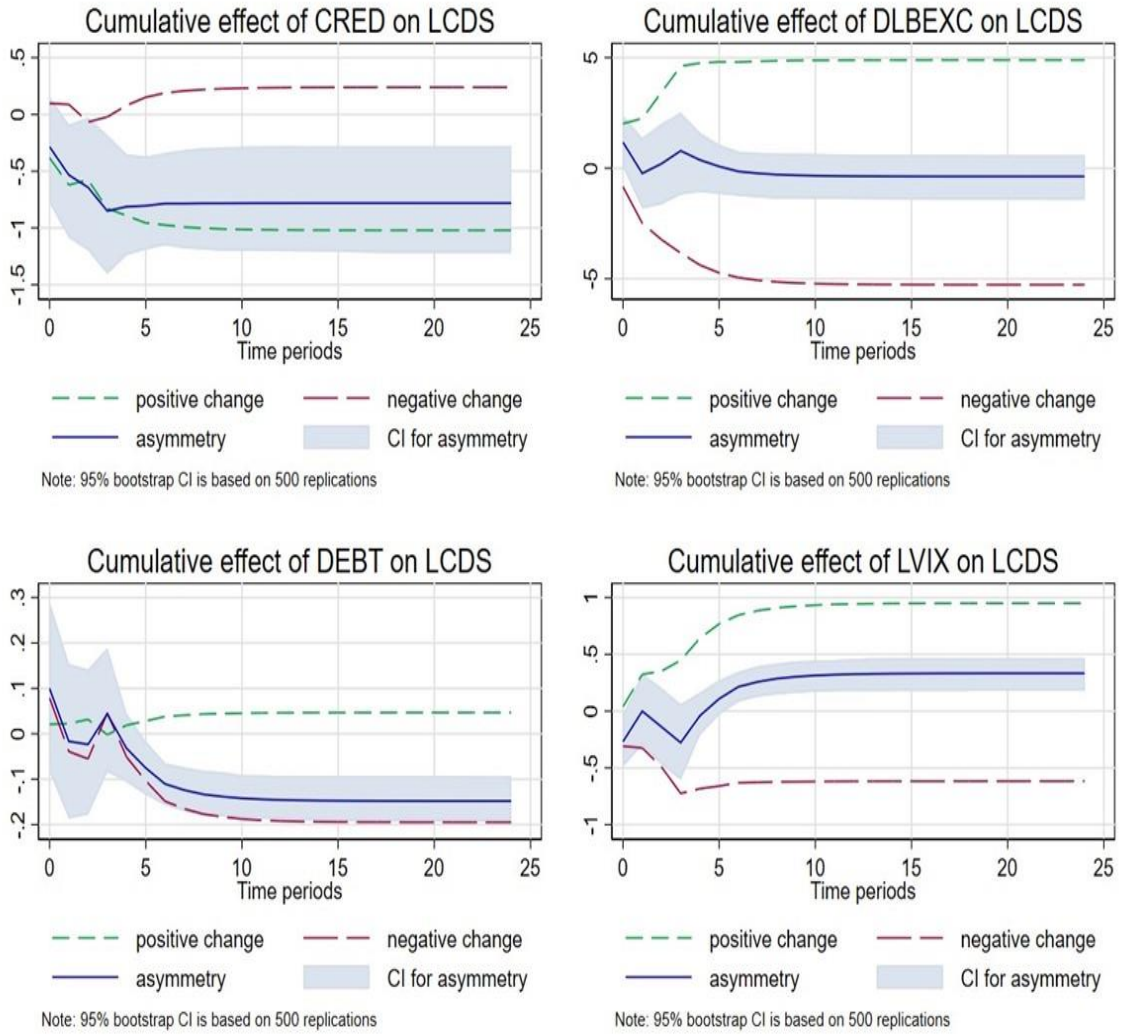 Cumulative effect of CRED on LCDS
.5
0
-.5
-1
-1.5
0 5 10 15 20 25
Time periods
positive change negative change
asymmetry CI for asymmetry
Note: 95% bootstrap CI is based on 500 replications
Cumulative effect of DLBEXC on LCDS
5
0
-5
0 5 10 15 20 25
Time periods
positive change negative change
asymmetry CI for asymmetry
Note: 95% bootstrap CI is based on 500 replications
Cumulative effect of DEBT on LCDS
.3
.2
.1
0
-.1
-.2
0 5 10 15 20 25
Time periods
positive change negative change
asymmetry CI for asymmetry
Note: 95% bootstrap CI is based on 500 replications
Cumulative effect of LVIX on LCDS
1
.5
0
-.5
-1
0 5 10 15 20 25
Time periods
positive change negative change
asymmetry CI for asymmetry
Note: 95% bootstrap CI is based on 500 replications